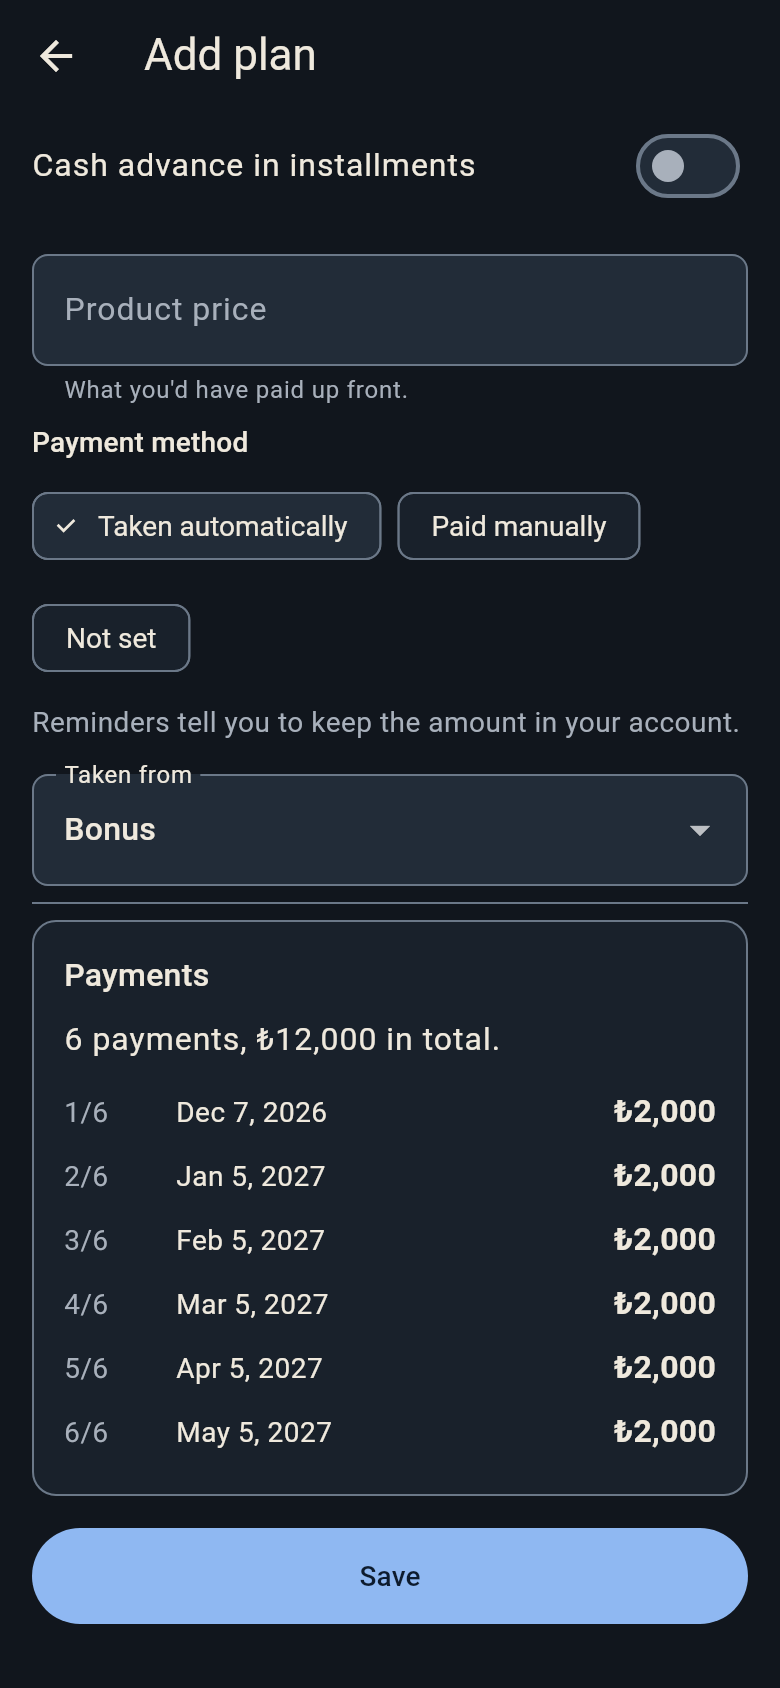 Add plan
Cash advance in installments
Product price
What you'd have paid up front.
Payment method
Taken automatically
Paid manually
Not set
Reminders tell you to keep the amount in your account.
Taken from
Bonus
Payments
6 payments, ₺12,000 in total.
1/6 Dec 7, 2026 ₺2,000
2/6 Jan 5, 2027 ₺2,000
3/6 Feb 5, 2027 ₺2,000
4/6 Mar 5, 2027 ₺2,000
5/6 Apr 5, 2027 ₺2,000
6/6 May 5, 2027 ₺2,000
Save